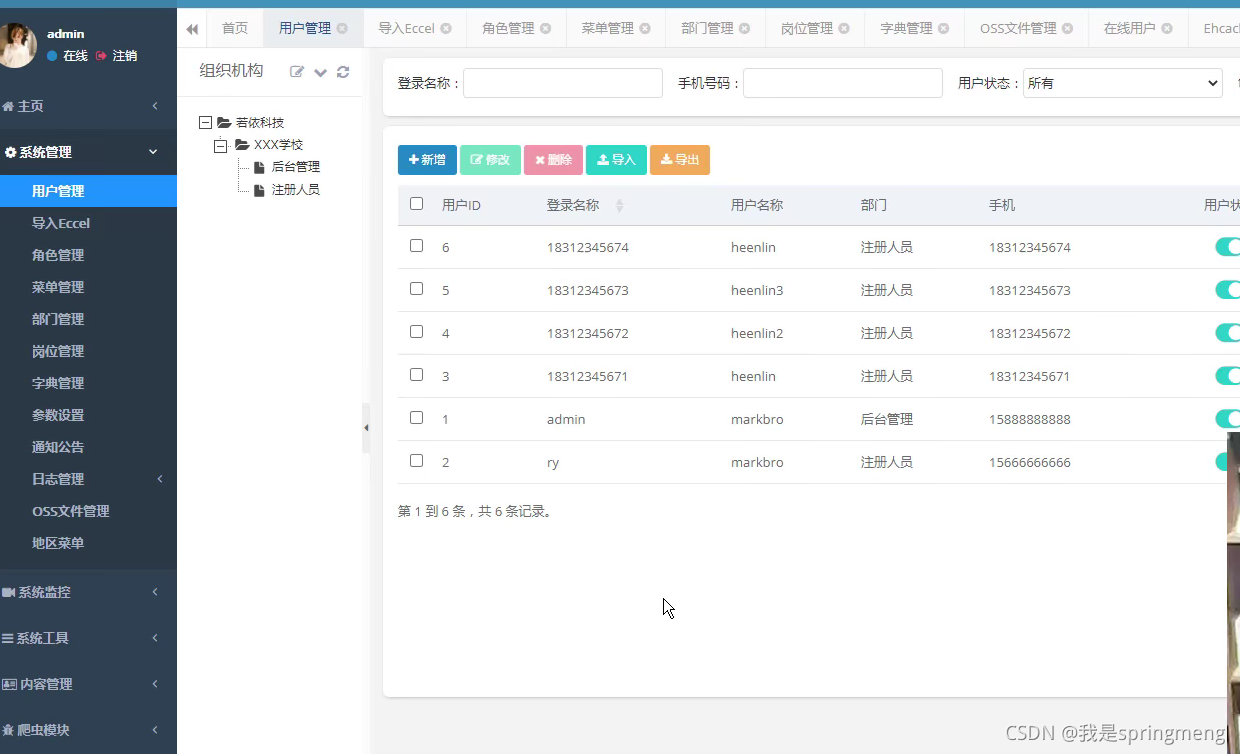 admin
在线 注销
主页
系统管理
用户管理
导入Eccel
角色管理
菜单管理
部门管理
岗位管理
字典管理
参数设置
通知公告
日志管理
OSS文件管理
地区菜单
系统监控
系统工具
内容管理
爬虫模块
首页 用户管理 导入Eccel 角色管理 菜单管理 部门管理 岗位管理 字典管理 OSS文件管理 在线用户 Ehcac
组织机构
若依科技
XXX学校
后台管理
注册人员
登录名称： 手机号码： 用户状态： 所有
新增 修改 删除 导入 导出
用户ID 登录名称 用户名称 部门 手机 用户状
6 18312345674 heenlin 注册人员 18312345674
5 18312345673 heenlin3 注册人员 18312345673
4 18312345672 heenlin2 注册人员 18312345672
3 18312345671 heenlin 注册人员 18312345671
1 admin markbro 后台管理 15888888888
2 ry markbro 注册人员 15666666666
第 1 到 6 条，共 6 条记录。
CSDN @我是springmeng